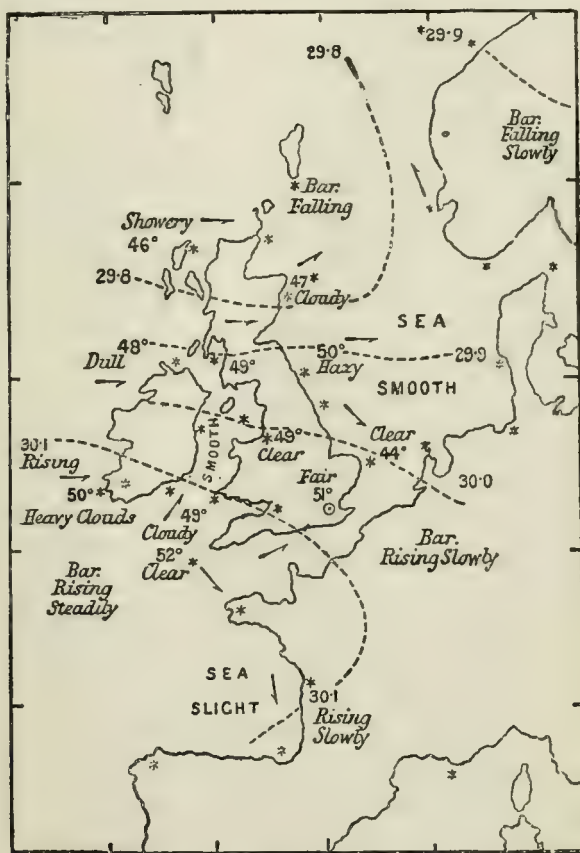 29.9
29.8
Bar.
Falling
Slowly
Bar.
Falling
Showery
46°
29.8
47
Cloudy
SEA
48°
49°
50°
Hazy
29.9
Dull
SMOOTH
SMOOTH
49°
Clear
Clear
44°
30.1
Rising
30.0
50°
Heavy Clouds
Fair
51°
49°
Cloudy
52°
Clear
Bar.
Rising Slowly
Bar.
Rising
Steadily
SEA
SLIGHT
30.1
Rising
Slowly